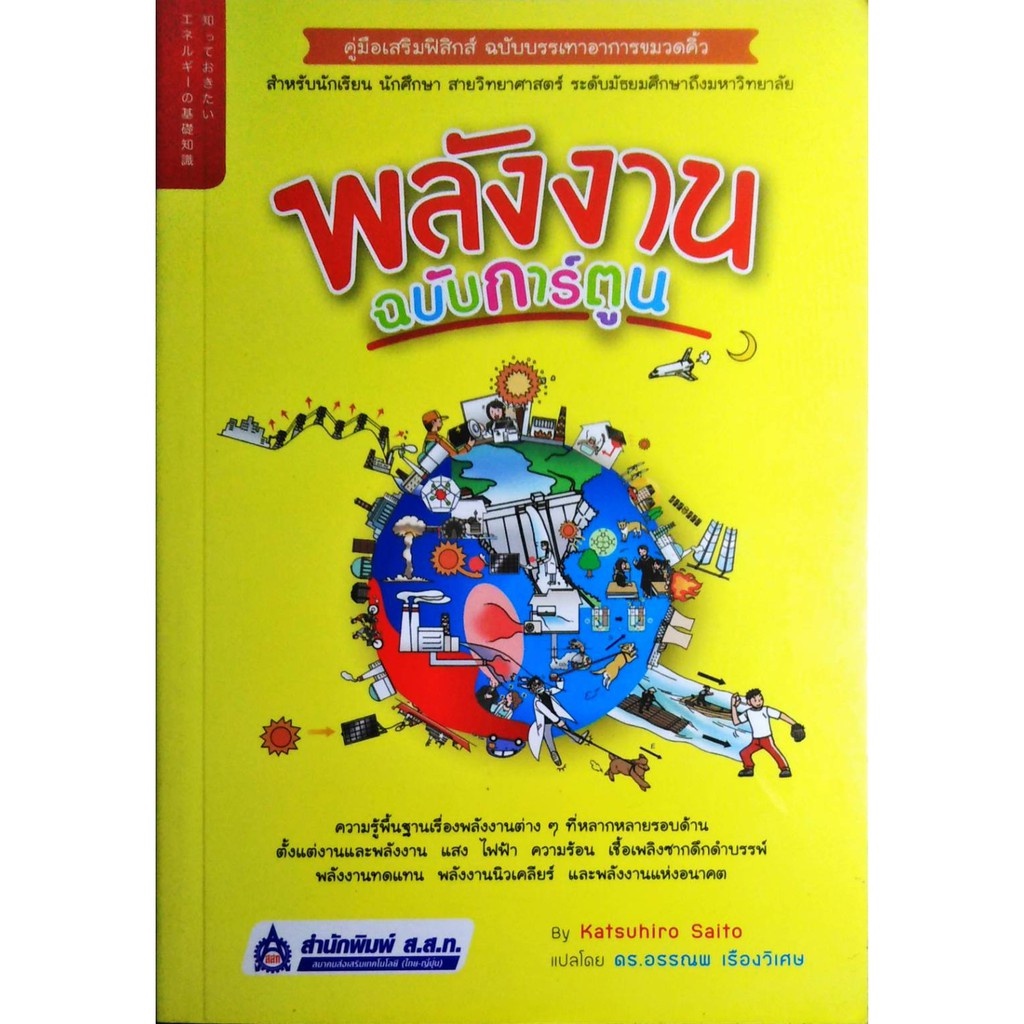 知っておきたい
エネルギーの基礎知識
คู่มือเสริมฟิสิกส์ ฉบับบรรเทาอาการขมวดคิ้ว
สำหรับนักเรียน นักศึกษา สายวิทยาศาสตร์ ระดับมัธยมศึกษาถึงมหาวิทยาลัย
พลังงาน
ฉบับการ์ตูน
ความรู้พื้นฐานเรื่องพลังงานต่าง ๆ ที่หลากหลายรอบด้าน
ตั้งแต่งานและพลังงาน แสง ไฟฟ้า ความร้อน เชื้อเพลิงซากดึกดำบรรพ์
พลังงานทดแทน พลังงานนิวเคลียร์ และพลังงานแห่งอนาคต
สสท
สำนักพิมพ์ ส.ส.ท.
สมาคมส่งเสริมเทคโนโลยี (ไทย-ญี่ปุ่น)
By Katsuhiro Saito
แปลโดย ดร.อรรณพ เรืองวิเศษ